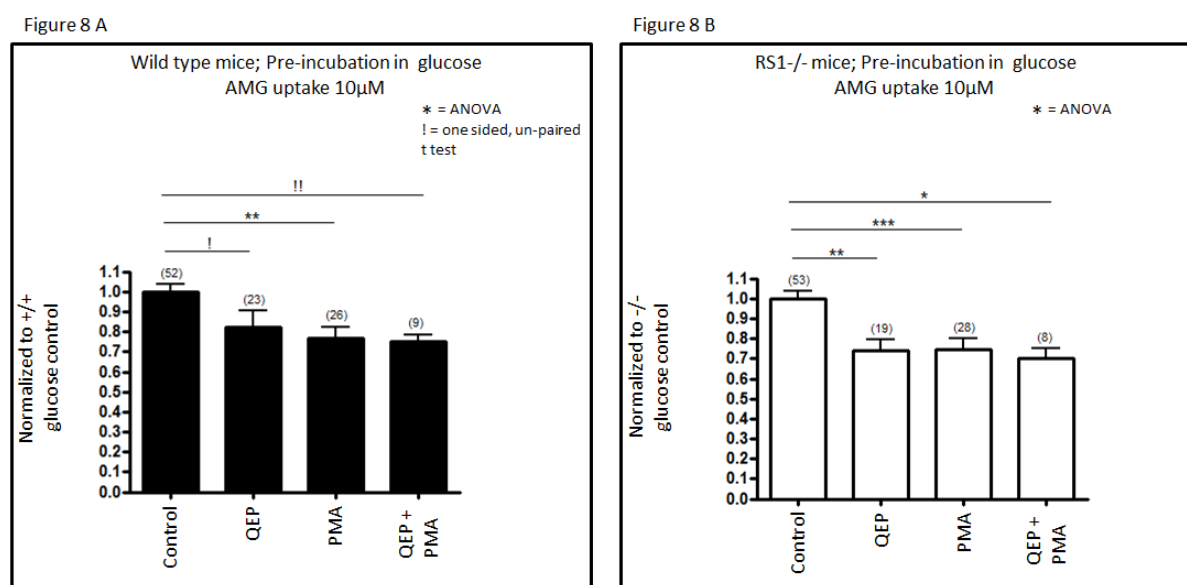 Figure 8 A
Wild type mice; Pre-incubation in glucose
AMG uptake 10µM
* = ANOVA
! = one sided, un-paired
t test
!!
**
!
Normalized to +/+
glucose control
1.1
1.0
0.9
0.8
0.7
0.6
0.5
0.4
0.3
0.2
0.1
0.0
(52)
(23)
(26)
(9)
Control
QEP
PMA
QEP +
PMA
Figure 8 B
RS1-/- mice; Pre-incubation in glucose
AMG uptake 10µM
* = ANOVA
*
***
**
Normalized to -/-
glucose control
1.1
1.0
0.9
0.8
0.7
0.6
0.5
0.4
0.3
0.2
0.1
0.0
(53)
(19)
(28)
(8)
Control
QEP
PMA
QEP +
PMA